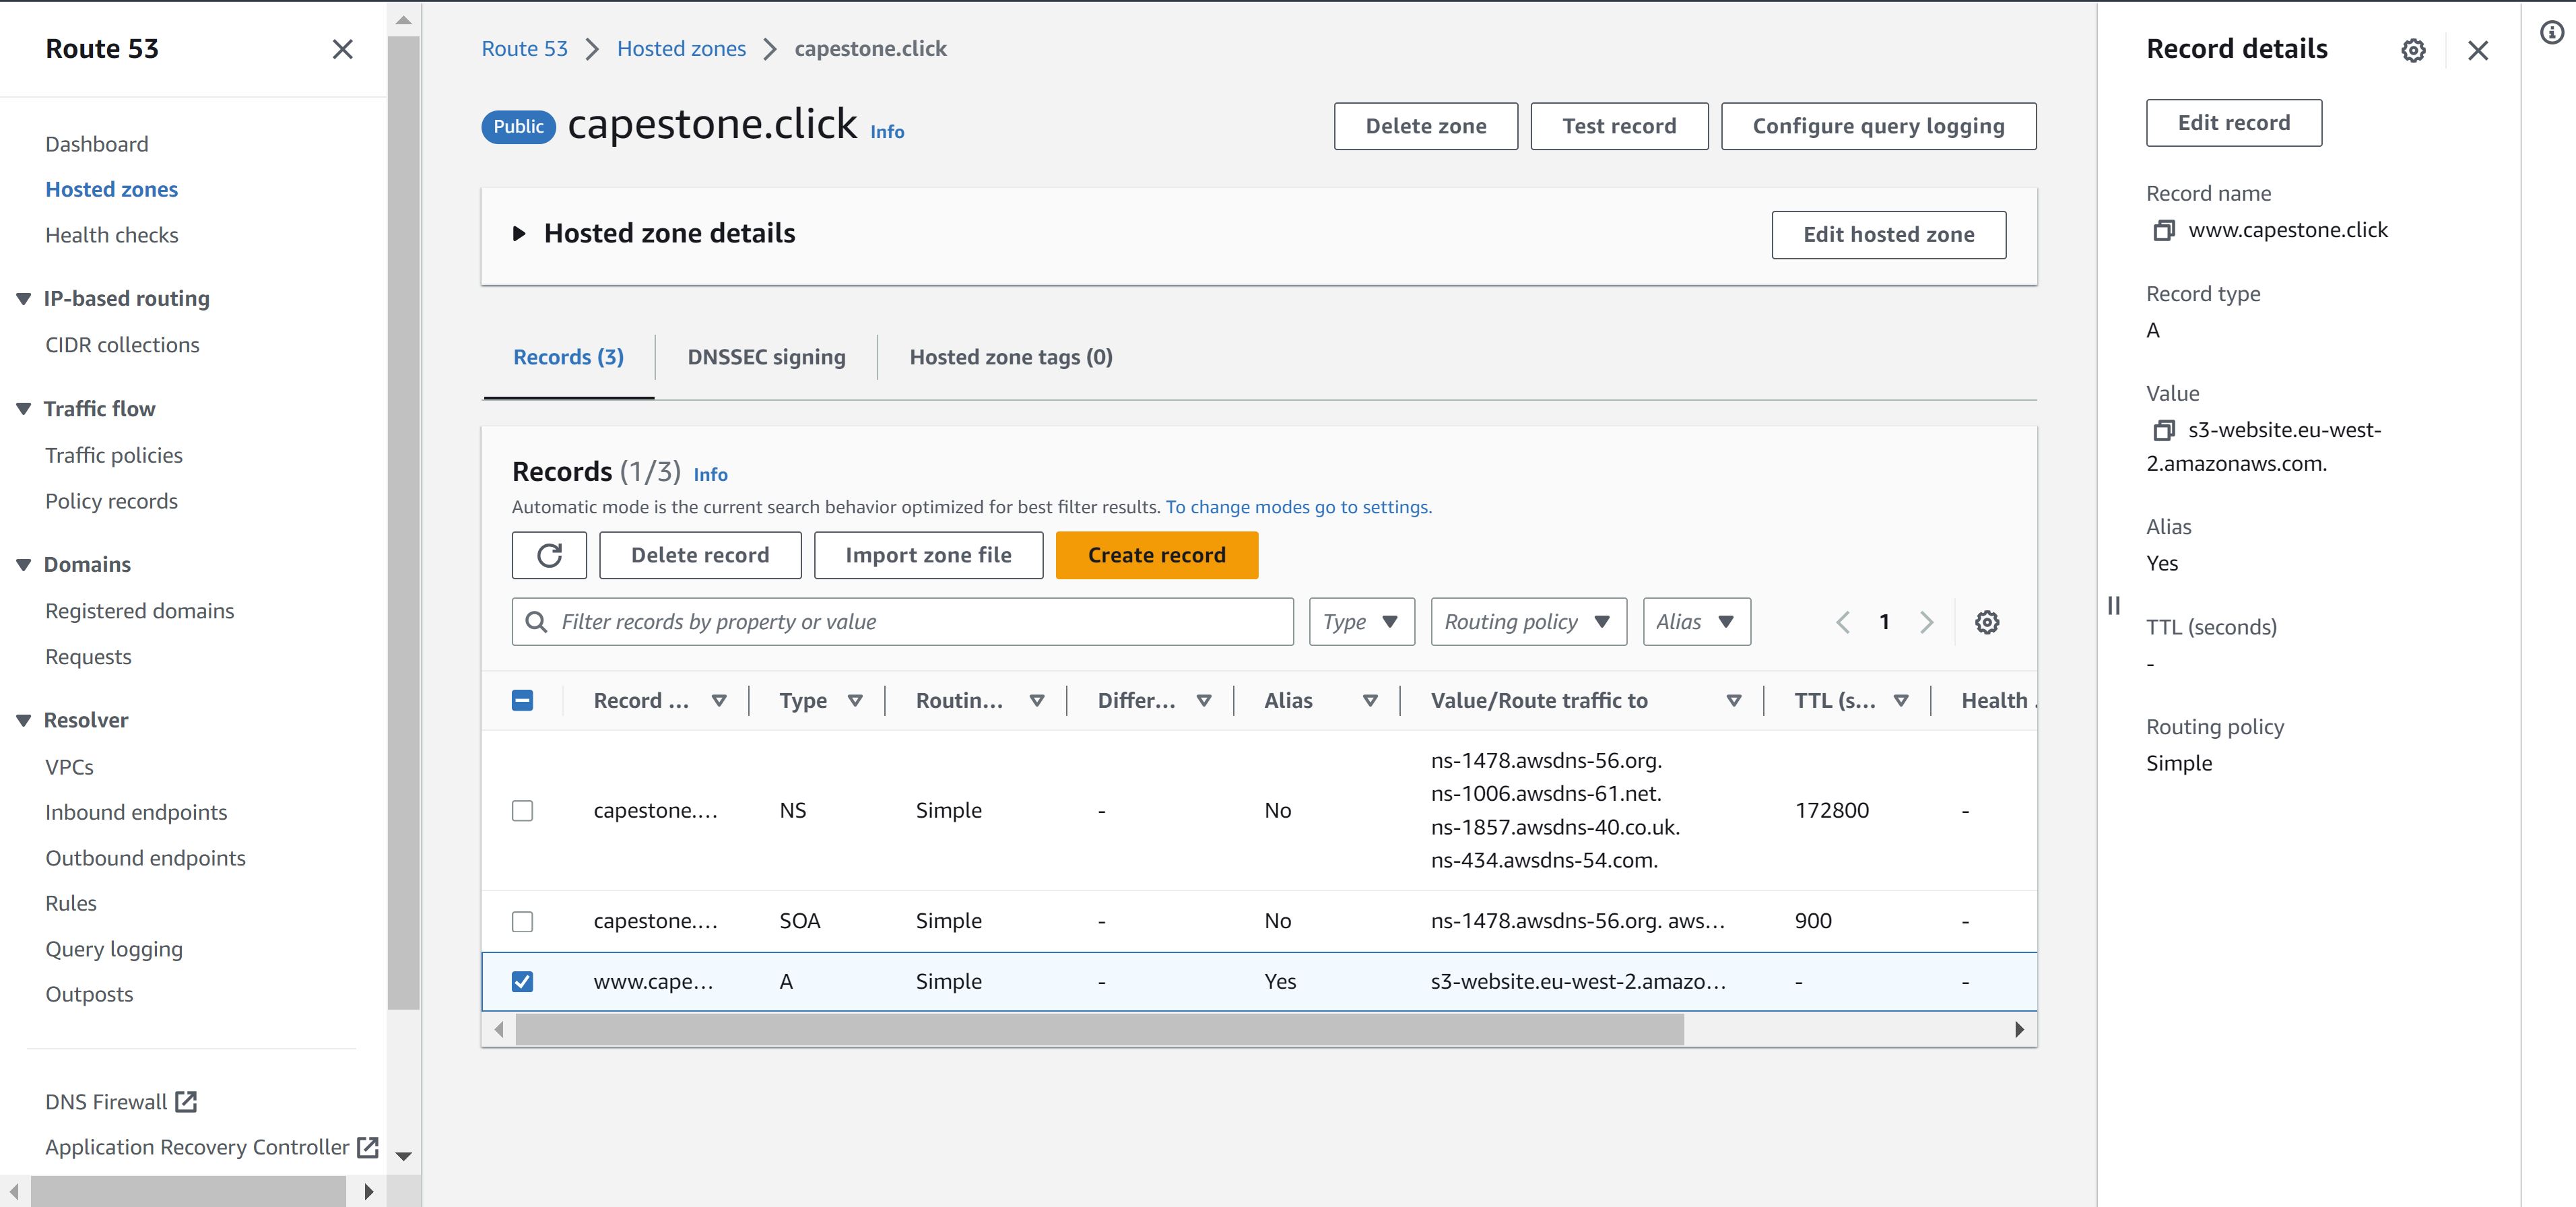 Route 53
Dashboard
Hosted zones
Health checks
IP-based routing
CIDR collections
Traffic flow
Traffic policies
Policy records
Domains
Registered domains
Requests
Resolver
VPCs
Inbound endpoints
Outbound endpoints
Rules
Query logging
Outposts
DNS Firewall
Application Recovery Controller
Route 53 > Hosted zones > capestone.click
Public capestone.click Info
Delete zone Test record Configure query logging
Hosted zone details Edit hosted zone
Records (3) DNSSEC signing Hosted zone tags (0)
Records (1/3) Info
Automatic mode is the current search behavior optimized for best filter results. To change modes go to settings.
Delete record Import zone file Create record
Filter records by property or value Type Routing policy Alias 1
Record ... Type Routin... Differ... Alias Value/Route traffic to TTL (s... Health .
capestone.... NS Simple - No ns-1478.awsdns-56.org. 172800 -
ns-1006.awsdns-61.net.
ns-1857.awsdns-40.co.uk.
ns-434.awsdns-54.com.
capestone.... SOA Simple - No ns-1478.awsdns-56.org. aws... 900 -
www.cape... A Simple - Yes s3-website.eu-west-2.amazo... - -
Record details
Edit record
Record name
www.capestone.click
Record type
A
Value
s3-website.eu-west-
2.amazonaws.com.
Alias
Yes
TTL (seconds)
-
Routing policy
Simple